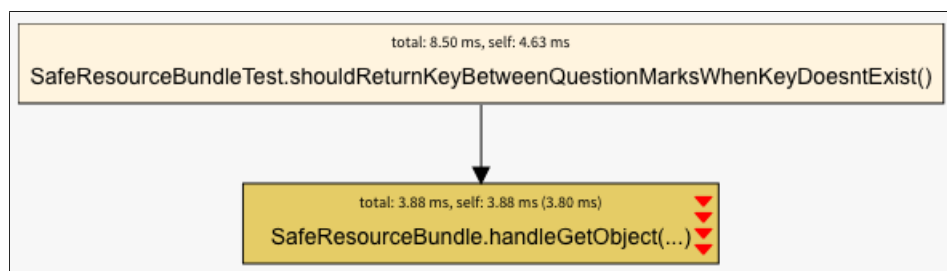 total: 8.50 ms, self: 4.63 ms
SafeResourceBundleTest.shouldReturnKeyBetweenQuestionMarksWhenKeyDoesntExist()
total: 3.88 ms, self: 3.88 ms (3.80 ms)
SafeResourceBundle.handleGetObject(...)